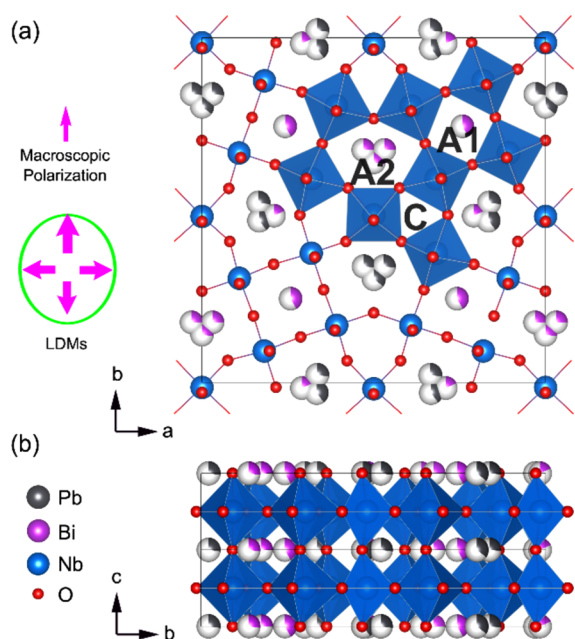 (a)
Macroscopic
Polarization
LDMs
A1
A2
C
b
a
(b)
Pb
Bi
Nb
O
c
b